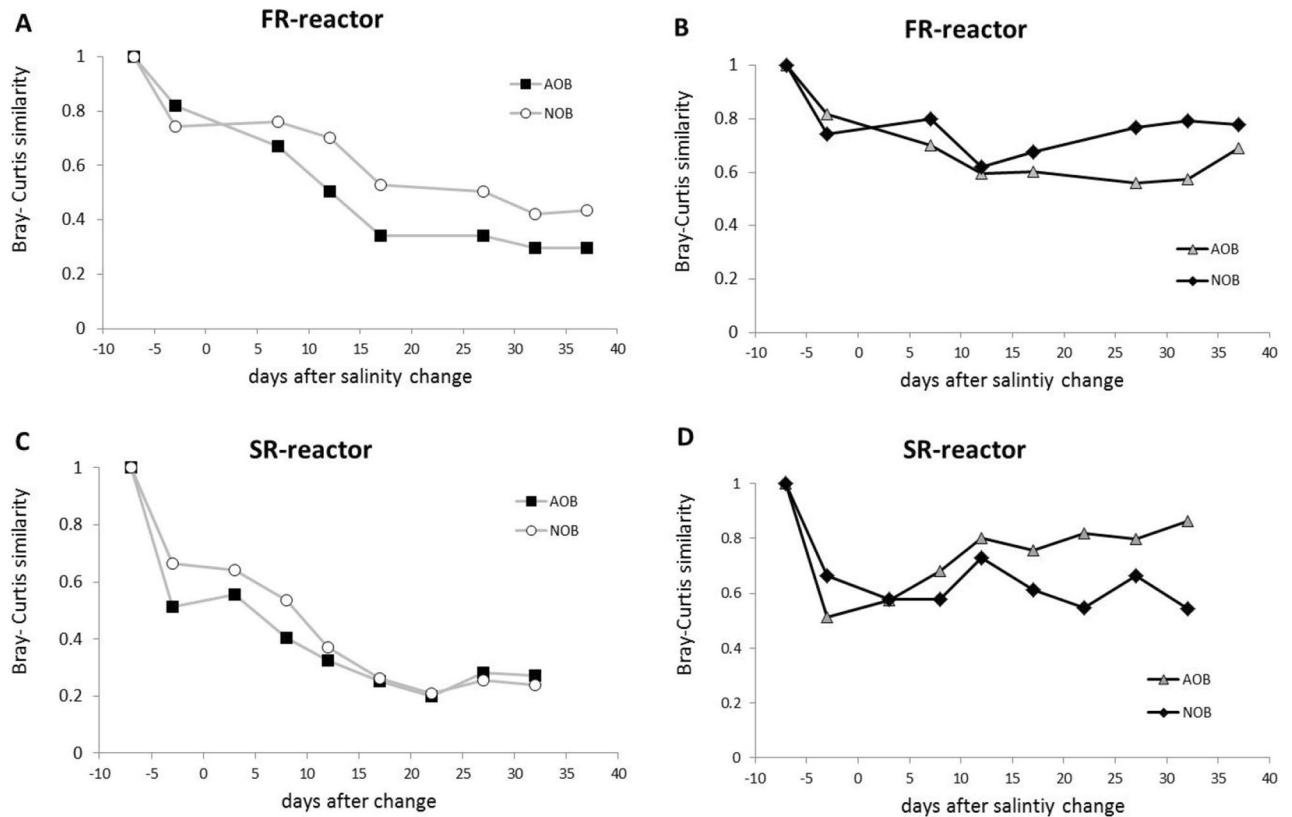 A
FR-reactor
Bray- Curtis similarity
1
0.8
0.6
0.4
0.2
0
-10 -5 0 5 10 15 20 25 30 35 40
days after salinity change
AOB
NOB
B
FR-reactor
Bray-Curtis similarity
1
0.8
0.6
0.4
0.2
0
-10 -5 0 5 10 15 20 25 30 35 40
days after salintiy change
AOB
NOB
C
SR-reactor
Bray- Curtis similarity
1
0.8
0.6
0.4
0.2
0
-10 -5 0 5 10 15 20 25 30 35 40
days after change
AOB
NOB
D
SR-reactor
Bray-Curtis similarity
1
0.8
0.6
0.4
0.2
0
-10 -5 0 5 10 15 20 25 30 35 40
days after salintiy change
AOB
NOB